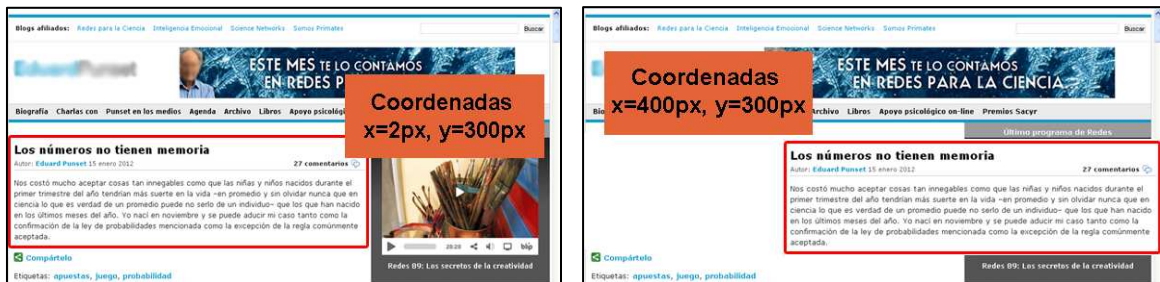 Blogs afiliados: Redes para la Ciencia Inteligencia Emocional Science Networks Somos Primates
Buscar
ESTE MES TE LO CONTAMOS
EN REDES P
Coordenadas
x=2px, y=300px
Biografía Charlas con Punset en los medios Agenda Archivo Libros Apoyo psicológi
Los números no tienen memoria
Autor: Eduard Punset 15 enero 2012
27 comentarios
Nos costó mucho aceptar cosas tan innegables como que las niñas y niños nacidos durante el
primer trimestre del año tendrían más suerte en la vida –en promedio y sin olvidar nunca que en
ciencia lo que es verdad de un promedio puede no serlo de un individuo– que los que han nacido
en los últimos meses del año. Yo nací en noviembre y se puede aducir mi caso tanto como la
confirmación de la ley de probabilidades mencionada como la excepción de la regla comúnmente
aceptada.
28:28
blip
Compártelo
Redes 89: Los secretos de la creatividad
Etiquetas: apuestas, juego, probabilidad
Blogs afiliados: Redes para la Ciencia Inteligencia Emocional Science Networks Somos Primates
Buscar
ESTE MES TE LO CONTAMOS
EN REDES PARA LA CIENCIA
Coordenadas
x=400px, y=300px
Bio
Archivo Libros Apoyo psicológico on-line Premios Sacyr
Último programa de Redes
Los números no tienen memoria
Autor: Eduard Punset 15 enero 2012
27 comentarios
Nos costó mucho aceptar cosas tan innegables como que las niñas y niños nacidos durante el
primer trimestre del año tendrían más suerte en la vida –en promedio y sin olvidar nunca que en
ciencia lo que es verdad de un promedio puede no serlo de un individuo– que los que han nacido
en los últimos meses del año. Yo nací en noviembre y se puede aducir mi caso tanto como la
confirmación de la ley de probabilidades mencionada como la excepción de la regla comúnmente
aceptada.
Compártelo
Redes 89: Los secretos de la creatividad
Etiquetas: apuestas, juego, probabilidad